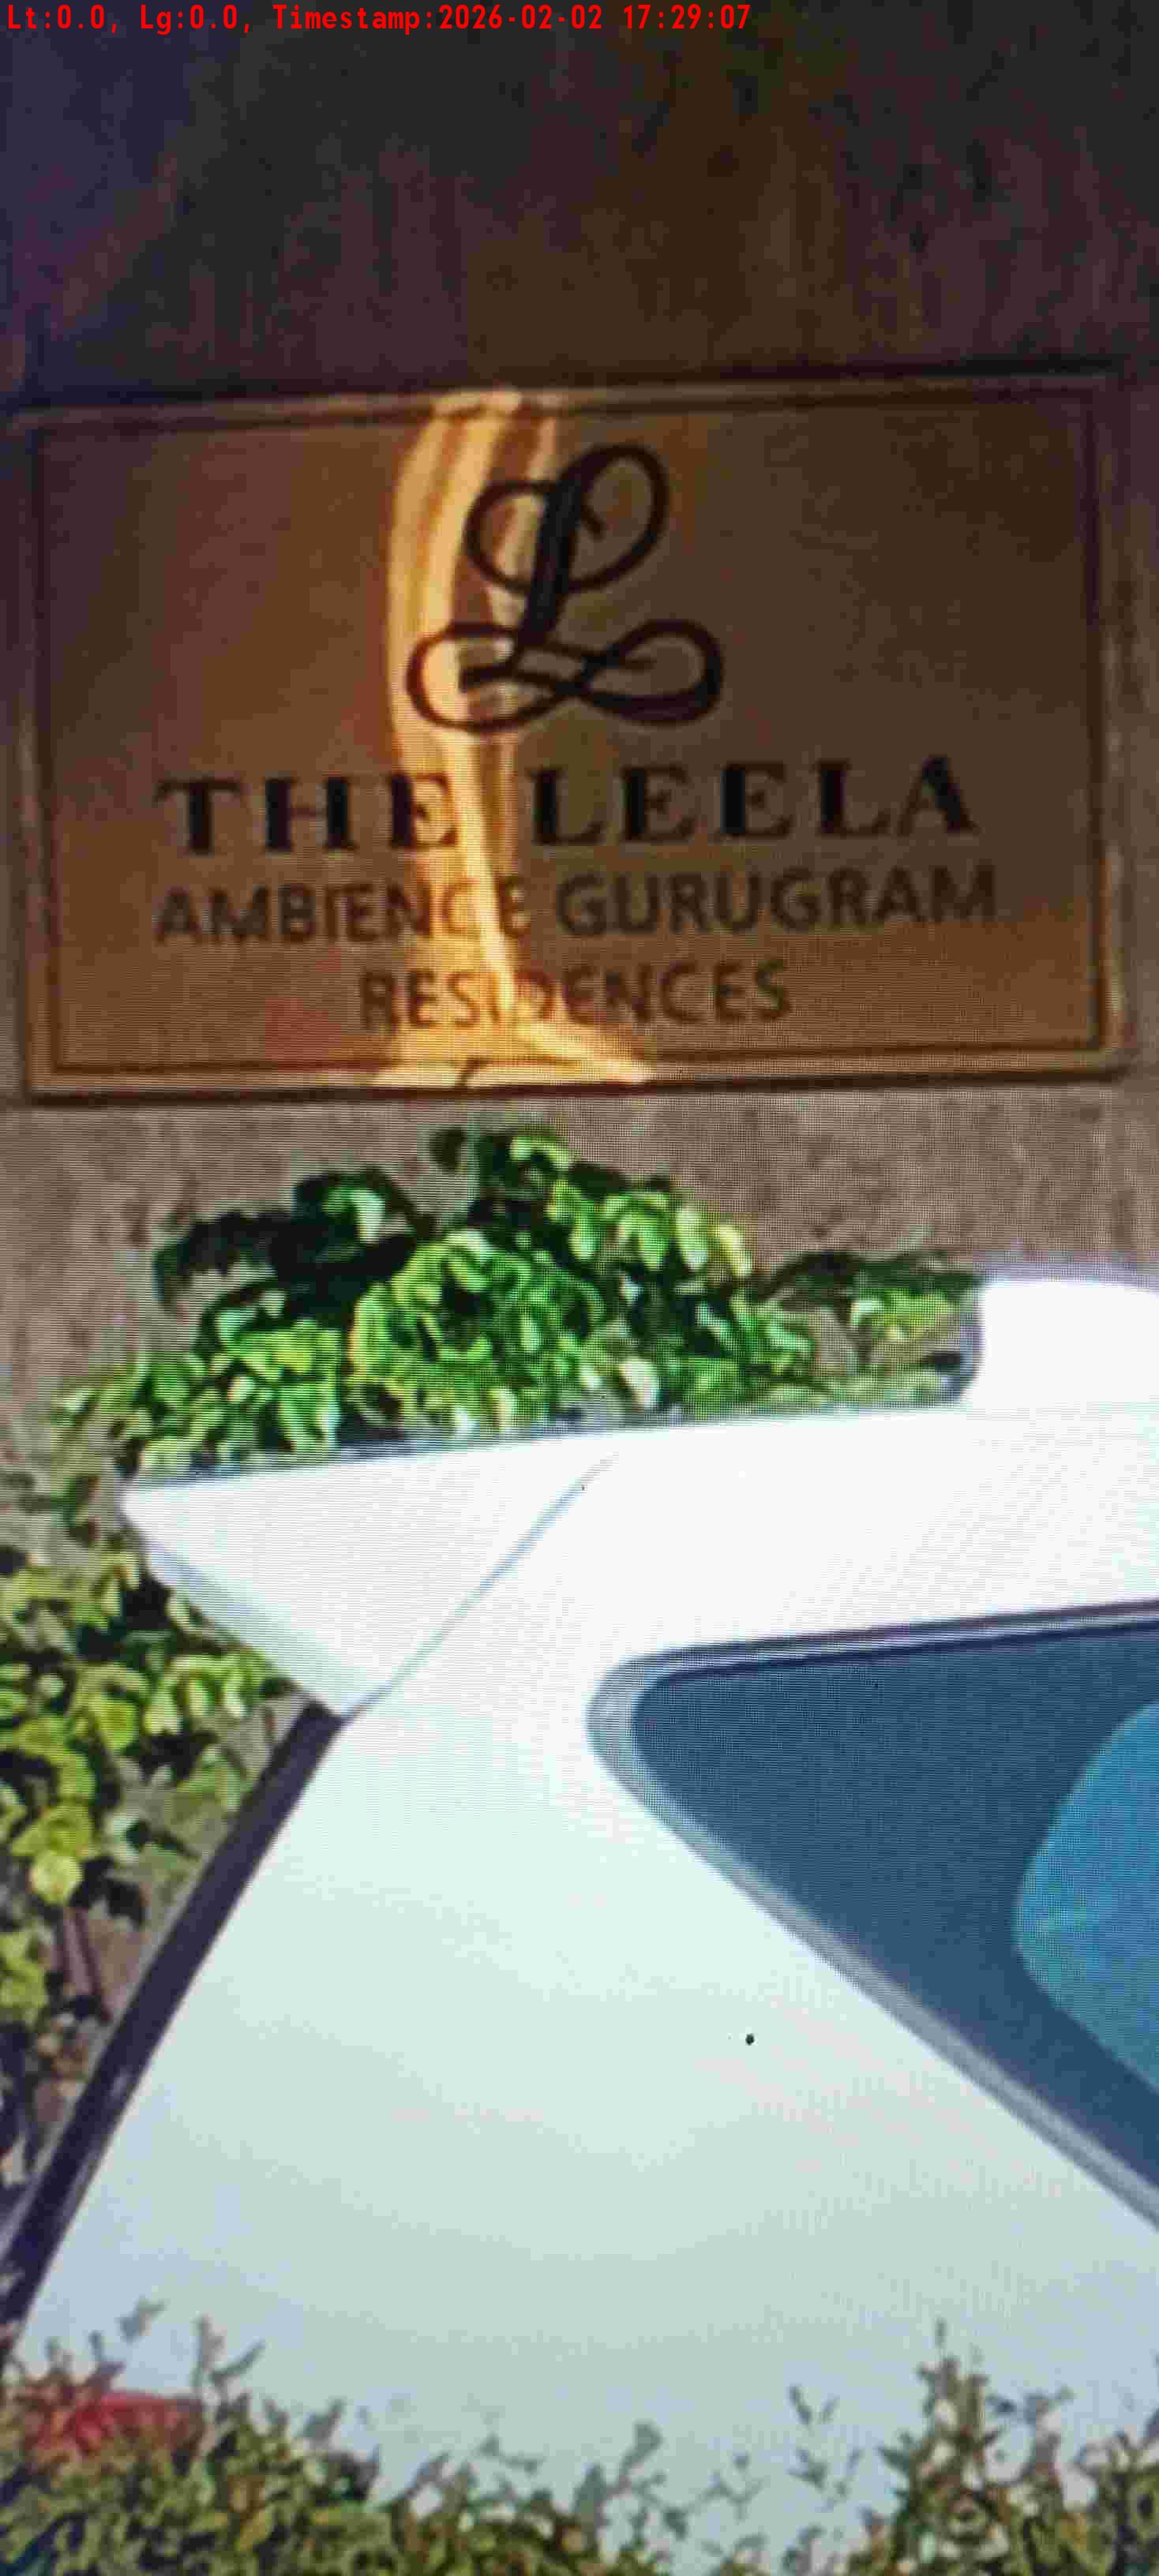 Lt:0.0, Lg:0.0, Timestamp:2026-02-02 17:29:07
L
THE LEELA
AMBIENCE GURUGRAM
RESIDENCES